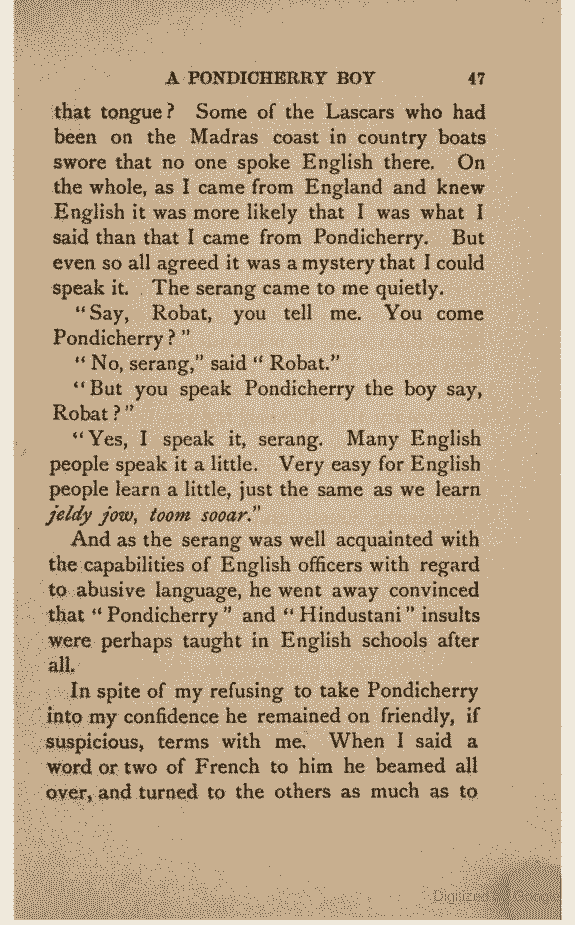 A PONDICHERRY BOY 47
that tongue? Some of the Lascars who had
been on the Madras coast in country boats
swore that no one spoke English there. On
the whole, as I came from England and knew
English it was more likely that I was what I
said than that I came from Pondicherry. But
even so all agreed it was a mystery that I could
speak it. The serang came to me quietly.
"Say, Robat, you tell me. You come
Pondicherry?"
"No, serang," said "Robat."
"But you speak Pondicherry the boy say,
Robat?"
"Yes, I speak it, serang. Many English
people speak it a little. Very easy for English
people learn a little, just the same as we learn
jeldy jow, toom sooar."
And as the serang was well acquainted with
the capabilities of English officers with regard
to abusive language, he went away convinced
that "Pondicherry" and "Hindustani" insults
were perhaps taught in English schools after
all.
In spite of my refusing to take Pondicherry
into my confidence he remained on friendly, if
suspicious, terms with me. When I said a
word or two of French to him he beamed all
over, and turned to the others as much as to
Digitized by Google